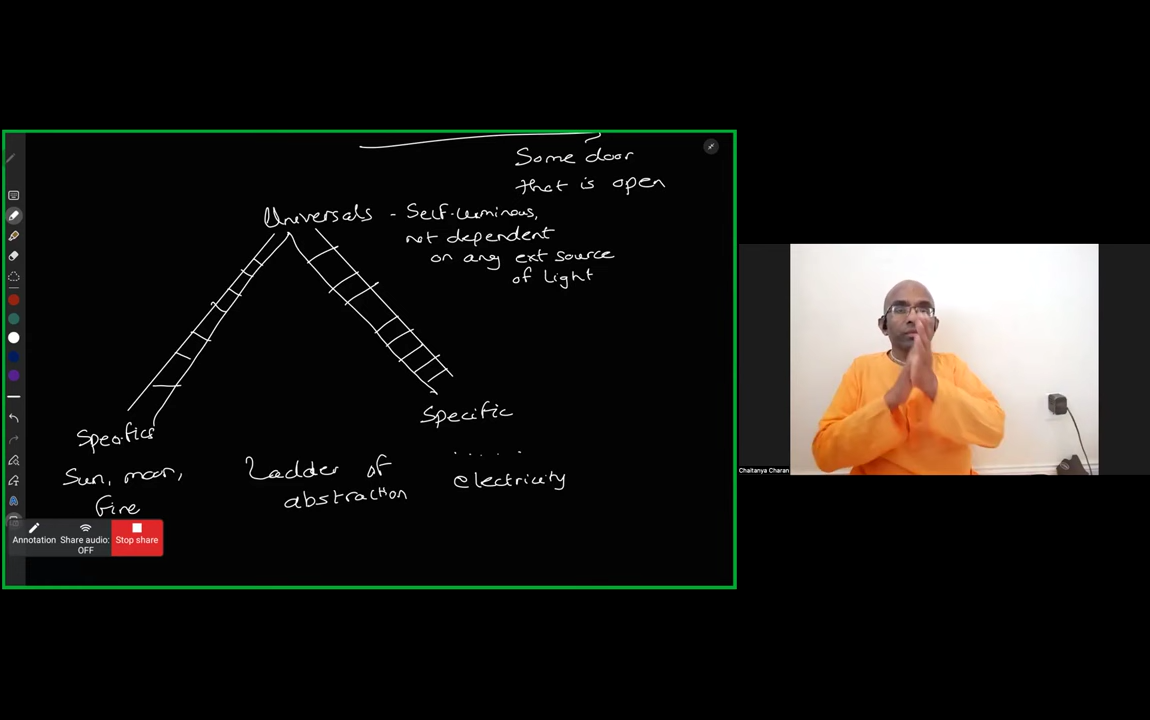 Some door
that is open
Universals - Self-luminous,
not dependent
on any ext source
of light
Specifics
Sun, moon,
fire
Ladder of
abstraction
Specific
. . . . .
electricity
Annotation
Share audio:
OFF
Stop share
Chaitanya Charan